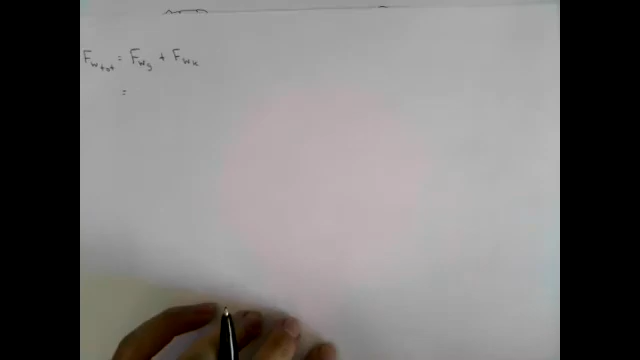 F_w_tot = F_w_s + F_w_k
=